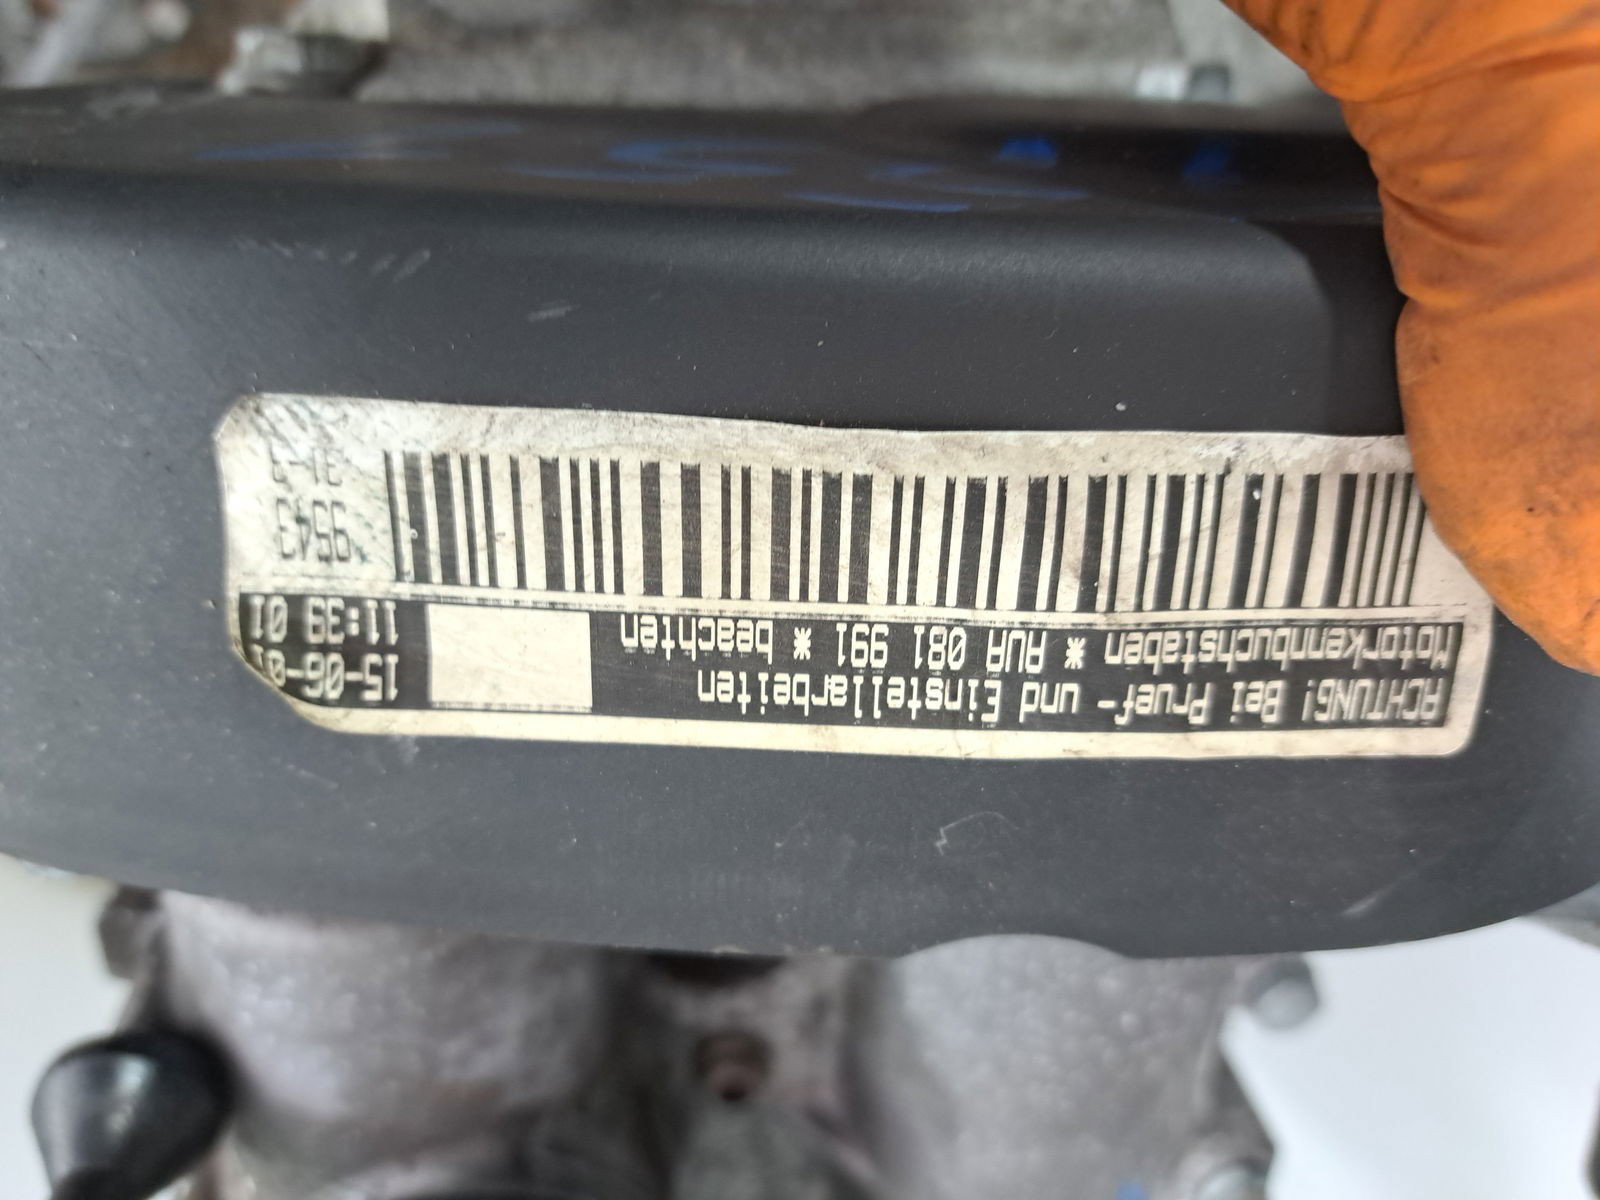 ACHTUNG! Bei Pruef- und Einstellarbeiten 15-06-01
Motorkennbuchstaben * AUA 081 991 * beachten 11:39 01
9543